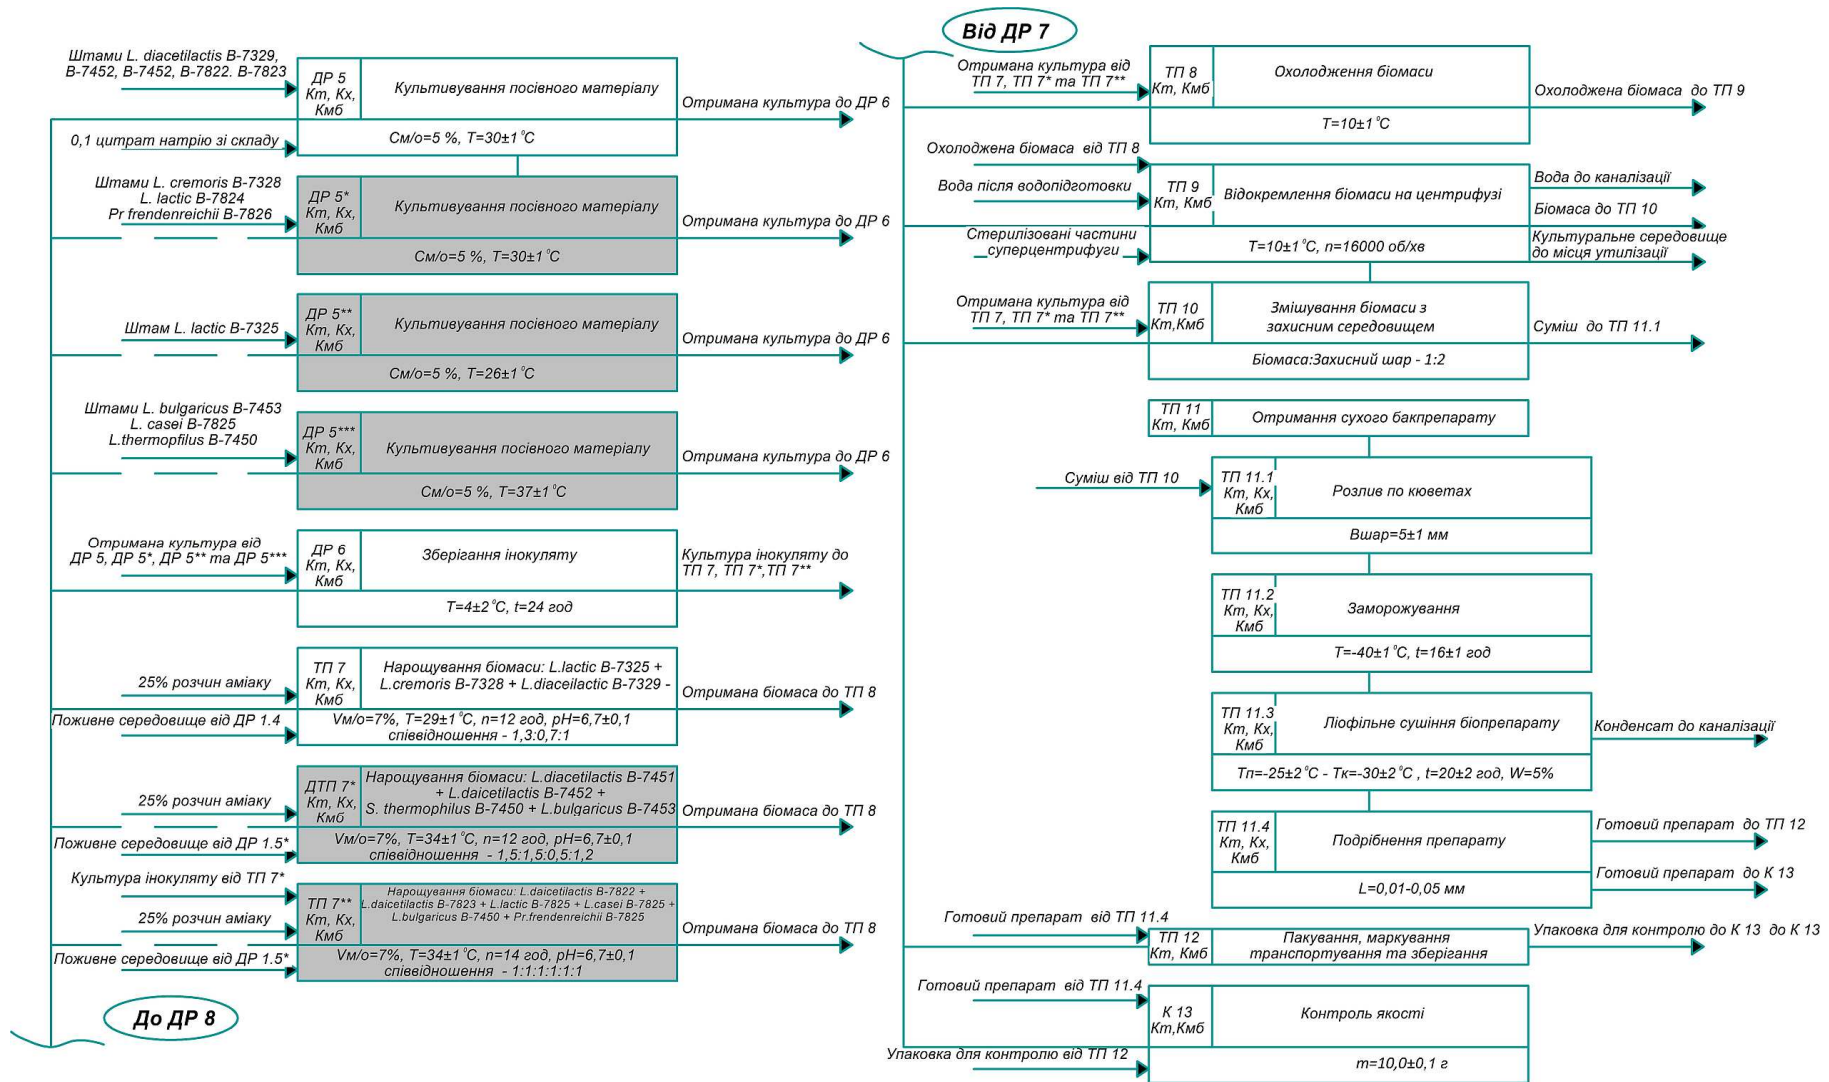 Штами L. diacetilactis B-7329,
B-7452, B-7452, B-7822. B-7823
ДР 5
Кт, Кх,
Кмб
Культивування посівного матеріалу
Отримана культура до ДР 6
См/о=5 %, Т=30±1 °С
0,1 цитрат натрію зі складу
Штами L. cremoris B-7328
L. lactic B-7824
Pr frendenreichii B-7826
ДР 5*
Кт, Кх,
Кмб
Культивування посівного матеріалу
Отримана культура до ДР 6
См/о=5 %, Т=30±1°С
Штам L. lactic B-7325
ДР 5**
Кт, Кх,
Кмб
Культивування посівного матеріалу
Отримана культура до ДР 6
См/о=5 %, Т=26±1°С
Штами L. bulgaricus B-7453
L. casei B-7825
L.thermopfilus B-7450
ДР 5***
Кт, Кх,
Кмб
Культивування посівного матеріалу
Отримана культура до ДР 6
См/о=5 %, Т=37±1°С
Отримана культура від
ДР 5, ДР 5*, ДР 5** та ДР 5***
ДР 6
Кт, Кх,
Кмб
Зберігання інокуляту
Культура інокуляту до
ТП 7, ТП 7*,ТП 7**
Т=4±2°С, t=24 год
25% розчин аміаку
Поживне середовище від ДР 1.4
ТП 7
Кт, Кх,
Кмб
Нарощування біомаси: L.lactic B-7325 +
L.cremoris B-7328 + L.diaceilactic B-7329 -
Отримана біомаса до ТП 8
Vм/о=7%, Т=29±1°С, n=12 год, pH=6,7±0,1
співвідношення - 1,3:0,7:1
25% розчин аміаку
Поживне середовище від ДР 1.5*
ДТП 7*
Кт, Кх,
Кмб
Нарощування біомаси: L.diacetilactis B-7451
+ L.daicetilactis B-7452 +
S. thermophilus B-7450 + L.bulgaricus B-7453
Отримана біомаса до ТП 8
Vм/о=7%, Т=34±1°С, n=12 год, pH=6,7±0,1
співвідношення - 1,5:1,5:0,5:1,2
Культура інокуляту від ТП 7*
25% розчин аміаку
Поживне середовище від ДР 1.5*
ТП 7**
Кт, Кх,
Кмб
Нарощування біомаси: L.daicetilactis B-7822 +
L.daicetilactis B-7823 + L.lactic B-7825 + L.casei B-7825 +
L.bulgaricus B-7450 + Pr.frendenreichii B-7825
Отримана біомаса до ТП 8
Vм/о=7%, Т=34±1°С, n=14 год, pH=6,7±0,1
співвідношення - 1:1:1:1:1:1
До ДР 8
Від ДР 7
Отримана культура від
ТП 7, ТП 7* та ТП 7**
ТП 8
Кт, Кмб
Охолодження біомаси
Охолоджена біомаса до ТП 9
Т=10±1°С
Охолоджена біомаса від ТП 8
Вода після водопідготовки
Стерилізовані частини
суперцентрифуги
ТП 9
Кт, Кмб
Відокремлення біомаси на центрифузі
Вода до каналізації
Біомаса до ТП 10
Культуральне середовище
до місця утилізації
Т=10±1°С, n=16000 об/хв
Отримана культура від
ТП 7, ТП 7* та ТП 7**
ТП 10
Кт,Кмб
Змішування біомаси з
захисним середовищем
Суміш до ТП 11.1
Біомаса:Захисний шар - 1:2
ТП 11
Кт, Кмб
Отримання сухого бакпрепарату
Суміш від ТП 10
ТП 11.1
Кт, Кх,
Кмб
Розлив по кюветах
Вшар=5±1 мм
ТП 11.2
Кт, Кх,
Кмб
Заморожування
Т=-40±1°С, t=16±1 год
ТП 11.3
Кт, Кх,
Кмб
Ліофільне сушіння біопрепарату
Конденсат до каналізації
Тп=-25±2°С - Тк=-30±2°С , t=20±2 год, W=5%
ТП 11.4
Кт, Кх,
Кмб
Подрібнення препарату
Готовий препарат до ТП 12
Готовий препарат до К 13
L=0,01-0,05 мм
Готовий препарат від ТП 11.4
ТП 12
Кт, Кмб
Пакування, маркування
транспортування та зберігання
Упаковка для контролю до К 13 до К 13
Готовий препарат від ТП 11.4
К 13
Кт,Кмб
Контроль якості
Упаковка для контролю від ТП 12
m=10,0±0,1 г